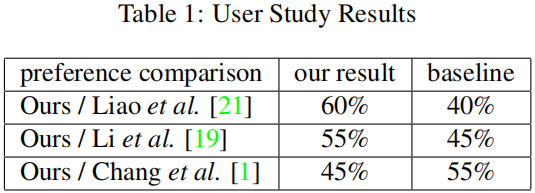 Table 1: User Study Results
preference comparison our result baseline
Ours / Liao et al. [21] 60% 40%
Ours / Li et al. [19] 55% 45%
Ours / Chang et al. [1] 45% 55%